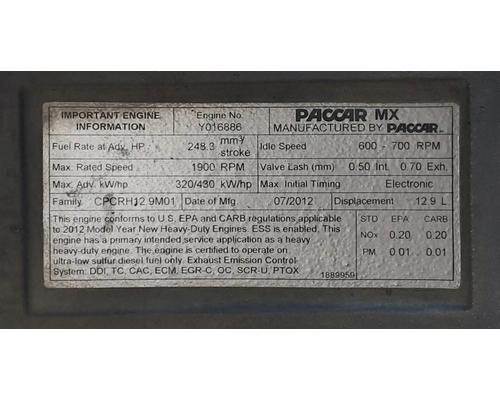 IMPORTANT ENGINE INFORMATION
Engine No. Y016886
PACCAR MX
MANUFACTURED BY PACCAR INC
Fuel Rate at Adv. HP 248.3 mm³/stroke
Idle Speed 600 - 700 RPM
Max. Rated Speed 1900 RPM
Valve Lash (mm) 0.50 Int. 0.70 Exh.
Max. Adv. kW/hp 320/430 kW/hp
Max. Initial Timing Electronic
Family CPCRH12.9M01
Date of Mfg 07/2012
Displacement 12.9 L
This engine conforms to U.S. EPA and CARB regulations applicable
to 2012 Model Year New Heavy-Duty Engines. ESS is enabled. This
engine has a primary intended service application as a heavy
heavy-duty engine. This engine is certified to operate on
ultra-low sulfur diesel fuel only. Exhaust Emission Control
System: DDI, TC, CAC, ECM, EGR-C, OC, SCR-U, PTOX
STD EPA CARB
NOx 0.20 0.20
PM 0.01 0.01
1889959